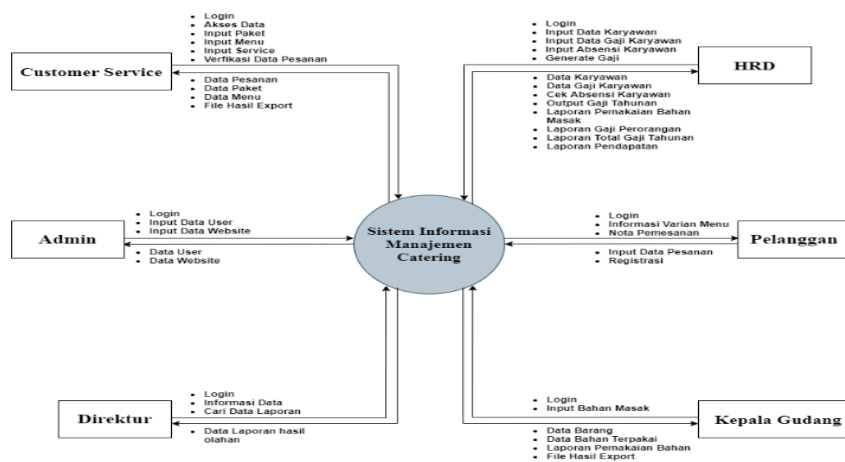 • Login
• Akses Data
• Input Paket
• Input Menu
• Input Service
• Verfikasi Data Pesanan
Customer Service
• Data Pesanan
• Data Paket
• Data Menu
• File Hasil Export
• Login
• Input Data Karyawan
• Input Data Gaji Karyawan
• Input Absensi Karyawan
• Generate Gaji
HRD
• Data Karyawan
• Data Gaji Karyawan
• Cek Absensi Karyawan
• Output Gaji Tahunan
• Laporan Pemakaian Bahan
Masak
• Laporan Gaji Perorangan
• Laporan Total Gaji Tahunan
• Laporan Pendapatan
• Login
• Input Data User
• Input Data Website
Admin
• Data User
• Data Website
Sistem Informasi
Manajemen
Catering
• Login
• Informasi Varian Menu
• Nota Pemesanan
Pelanggan
• Input Data Pesanan
• Registrasi
• Login
• Informasi Data
• Cari Data Laporan
Direktur
• Data Laporan hasil
olahan
• Login
• Input Bahan Masak
Kepala Gudang
• Data Barang
• Data Bahan Terpakai
• Laporan Pemakaian Bahan
• File Hasil Export